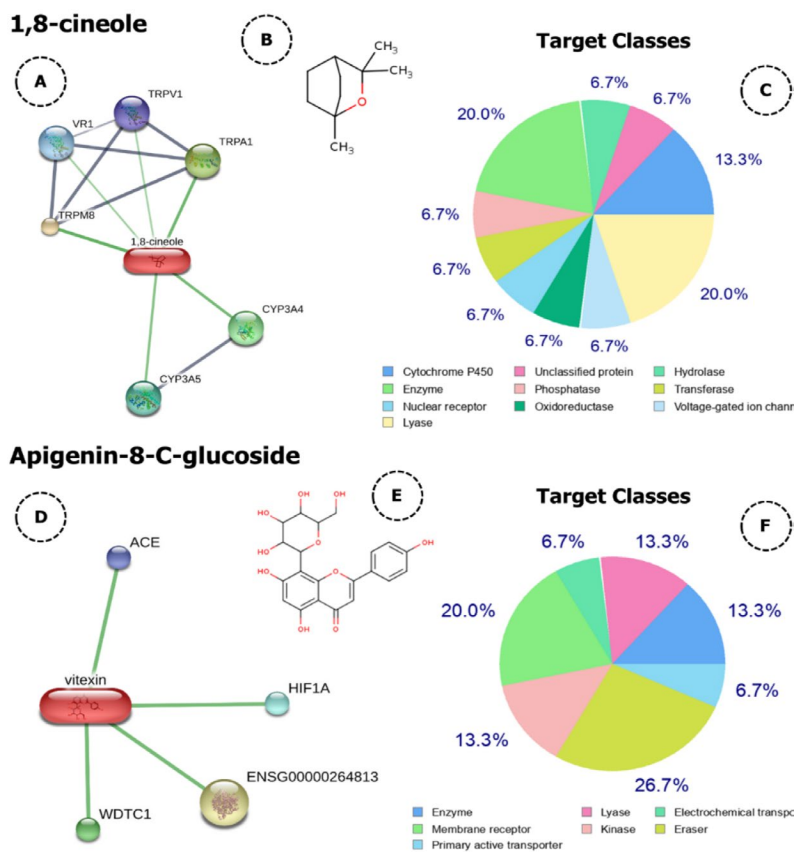 1,8-cineole
A
VR1
TRPV1
TRPA1
TRPM8
1,8-cineole
CYP3A4
CYP3A5
B
CH3
CH3
O
CH3
Target Classes
C
6.7%
6.7%
13.3%
20.0%
6.7%
6.7%
6.7%
6.7%
6.7%
20.0%
Cytochrome P450
Unclassified protein
Hydrolase
Enzyme
Phosphatase
Transferase
Nuclear receptor
Oxidoreductase
Voltage-gated ion chann
Lyase
Apigenin-8-C-glucoside
D
ACE
vitexin
HIF1A
ENSG00000264813
WDTC1
E
OH
HO
OH
HO
O
HO
OH
HO
O
OH
O
Target Classes
F
6.7%
13.3%
13.3%
20.0%
6.7%
13.3%
26.7%
Enzyme
Lyase
Electrochemical transpo
Membrane receptor
Kinase
Eraser
Primary active transporter